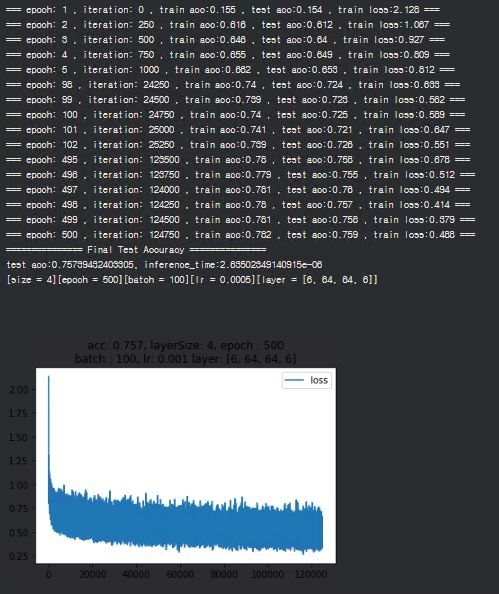 === epoch: 1 , iteration: 0 , train acc:0.155 , test acc:0.154 , train loss:2.128 ===
=== epoch: 2 , iteration: 250 , train acc:0.616 , test acc:0.612 , train loss:1.067 ===
=== epoch: 3 , iteration: 500 , train acc:0.646 , test acc:0.64 , train loss:0.927 ===
=== epoch: 4 , iteration: 750 , train acc:0.655 , test acc:0.649 , train loss:0.809 ===
=== epoch: 5 , iteration: 1000 , train acc:0.662 , test acc:0.653 , train loss:0.812 ===
=== epoch: 98 , iteration: 24250 , train acc:0.74 , test acc:0.724 , train loss:0.633 ===
=== epoch: 99 , iteration: 24500 , train acc:0.739 , test acc:0.723 , train loss:0.562 ===
=== epoch: 100 , iteration: 24750 , train acc:0.74 , test acc:0.725 , train loss:0.589 ===
=== epoch: 101 , iteration: 25000 , train acc:0.741 , test acc:0.721 , train loss:0.647 ===
=== epoch: 102 , iteration: 25250 , train acc:0.739 , test acc:0.726 , train loss:0.551 ===
=== epoch: 495 , iteration: 123500 , train acc:0.78 , test acc:0.758 , train loss:0.678 ===
=== epoch: 496 , iteration: 123750 , train acc:0.779 , test acc:0.755 , train loss:0.512 ===
=== epoch: 497 , iteration: 124000 , train acc:0.781 , test acc:0.758 , train loss:0.494 ===
=== epoch: 498 , iteration: 124250 , train acc:0.78 , test acc:0.757 , train loss:0.414 ===
=== epoch: 499 , iteration: 124500 , train acc:0.781 , test acc:0.758 , train loss:0.379 ===
=== epoch: 500 , iteration: 124750 , train acc:0.782 , test acc:0.759 , train loss:0.488 ===
=============== Final Test Accuracy ===============
test acc:0.75739432403305, inference_time:2.63502349140915e-06
[size = 4][epoch = 500][batch = 100][lr = 0.0005][layer = [6, 64, 64, 6]]
acc: 0.757, layerSize: 4, epoch : 500
batch : 100, lr: 0.001 layer: [6, 64, 64, 6]
loss
2.00
1.75
1.50
1.25
1.00
0.75
0.50
0.25
0 20000 40000 60000 80000 100000 120000